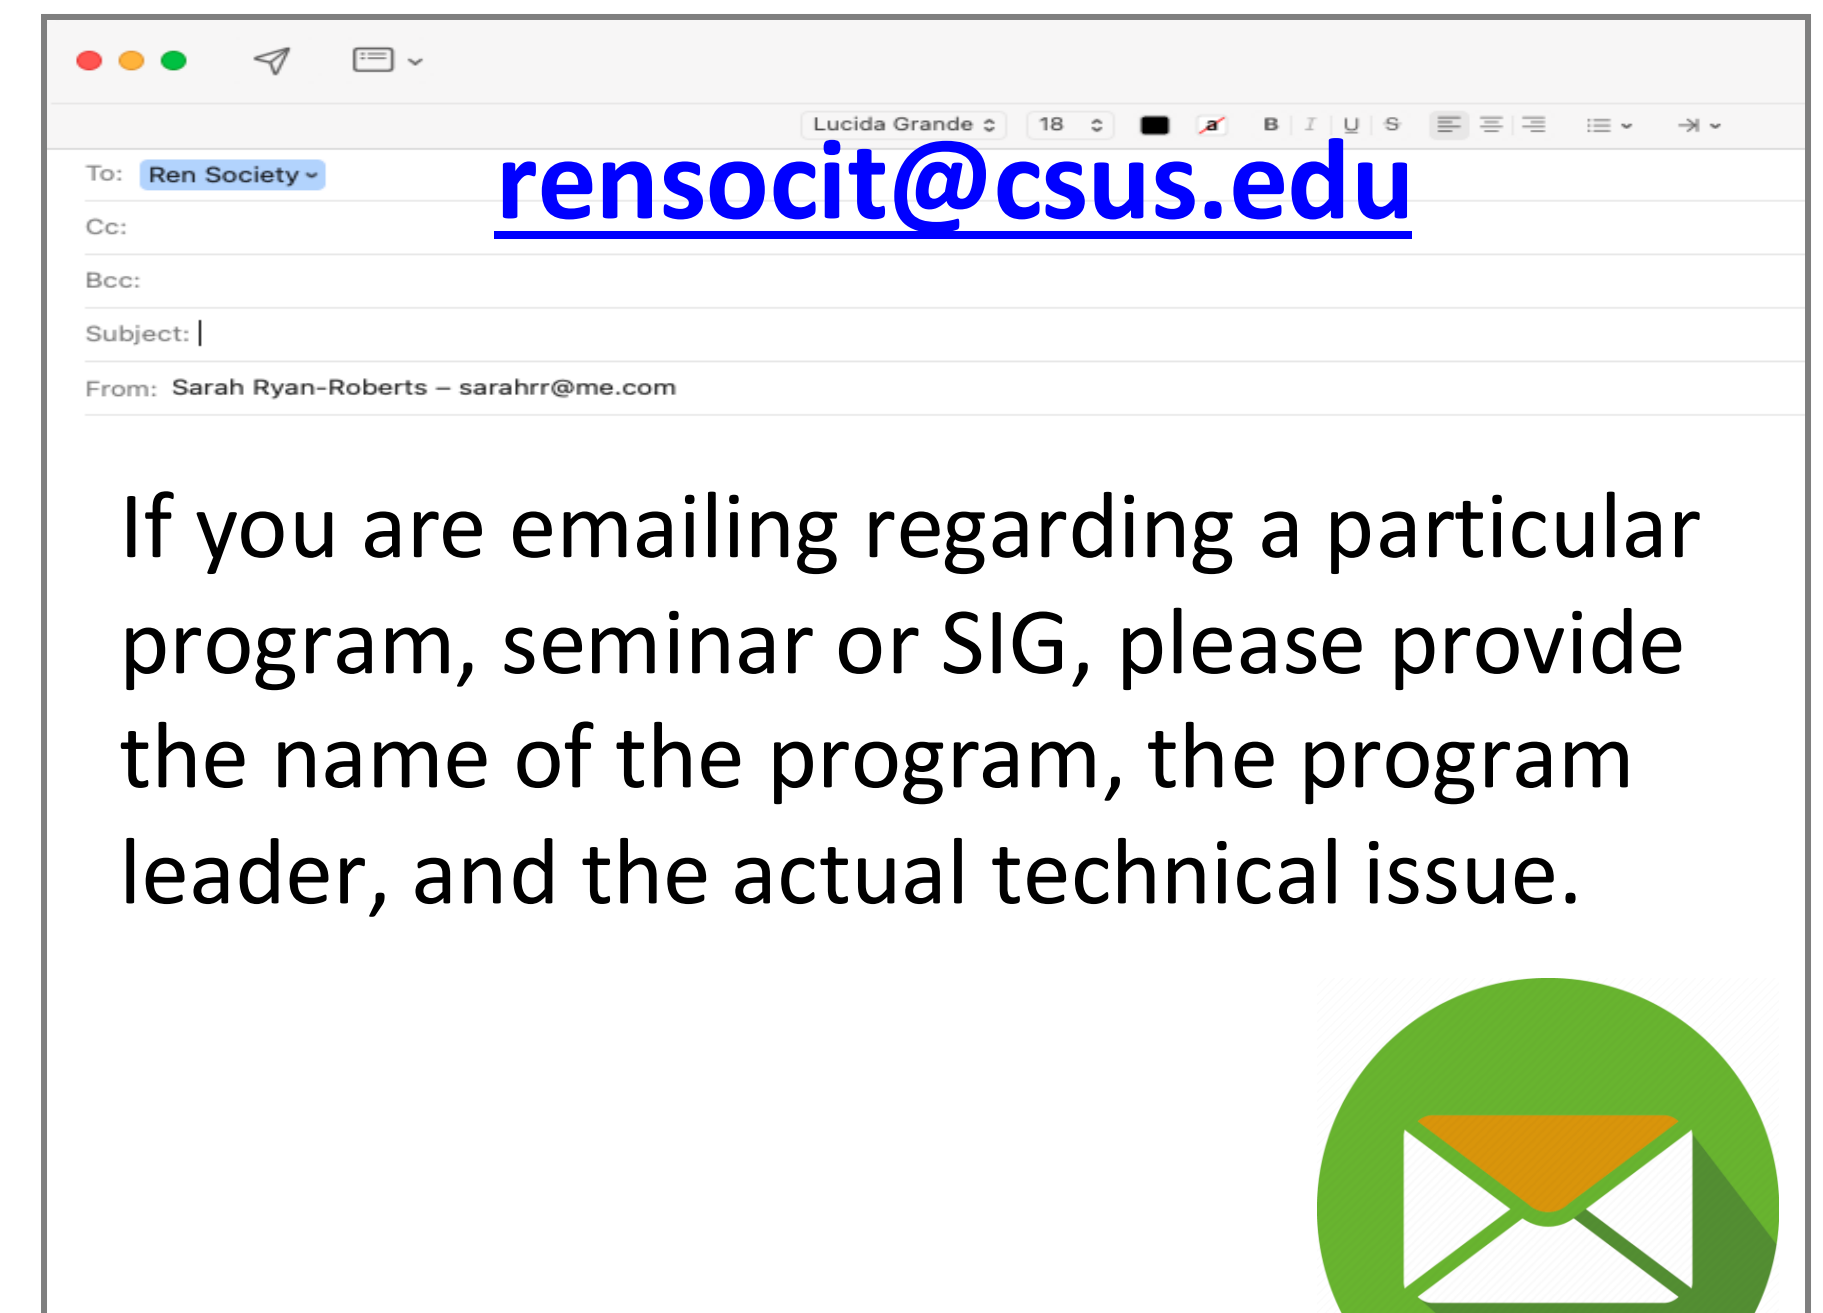 Lucida Grande 18 a B I U S
rensocit@csus.edu
To: Ren Society
Cc:
Bcc:
Subject:
From: Sarah Ryan-Roberts – sarahrr@me.com
If you are emailing regarding a particular
program, seminar or SIG, please provide
the name of the program, the program
leader, and the actual technical issue.